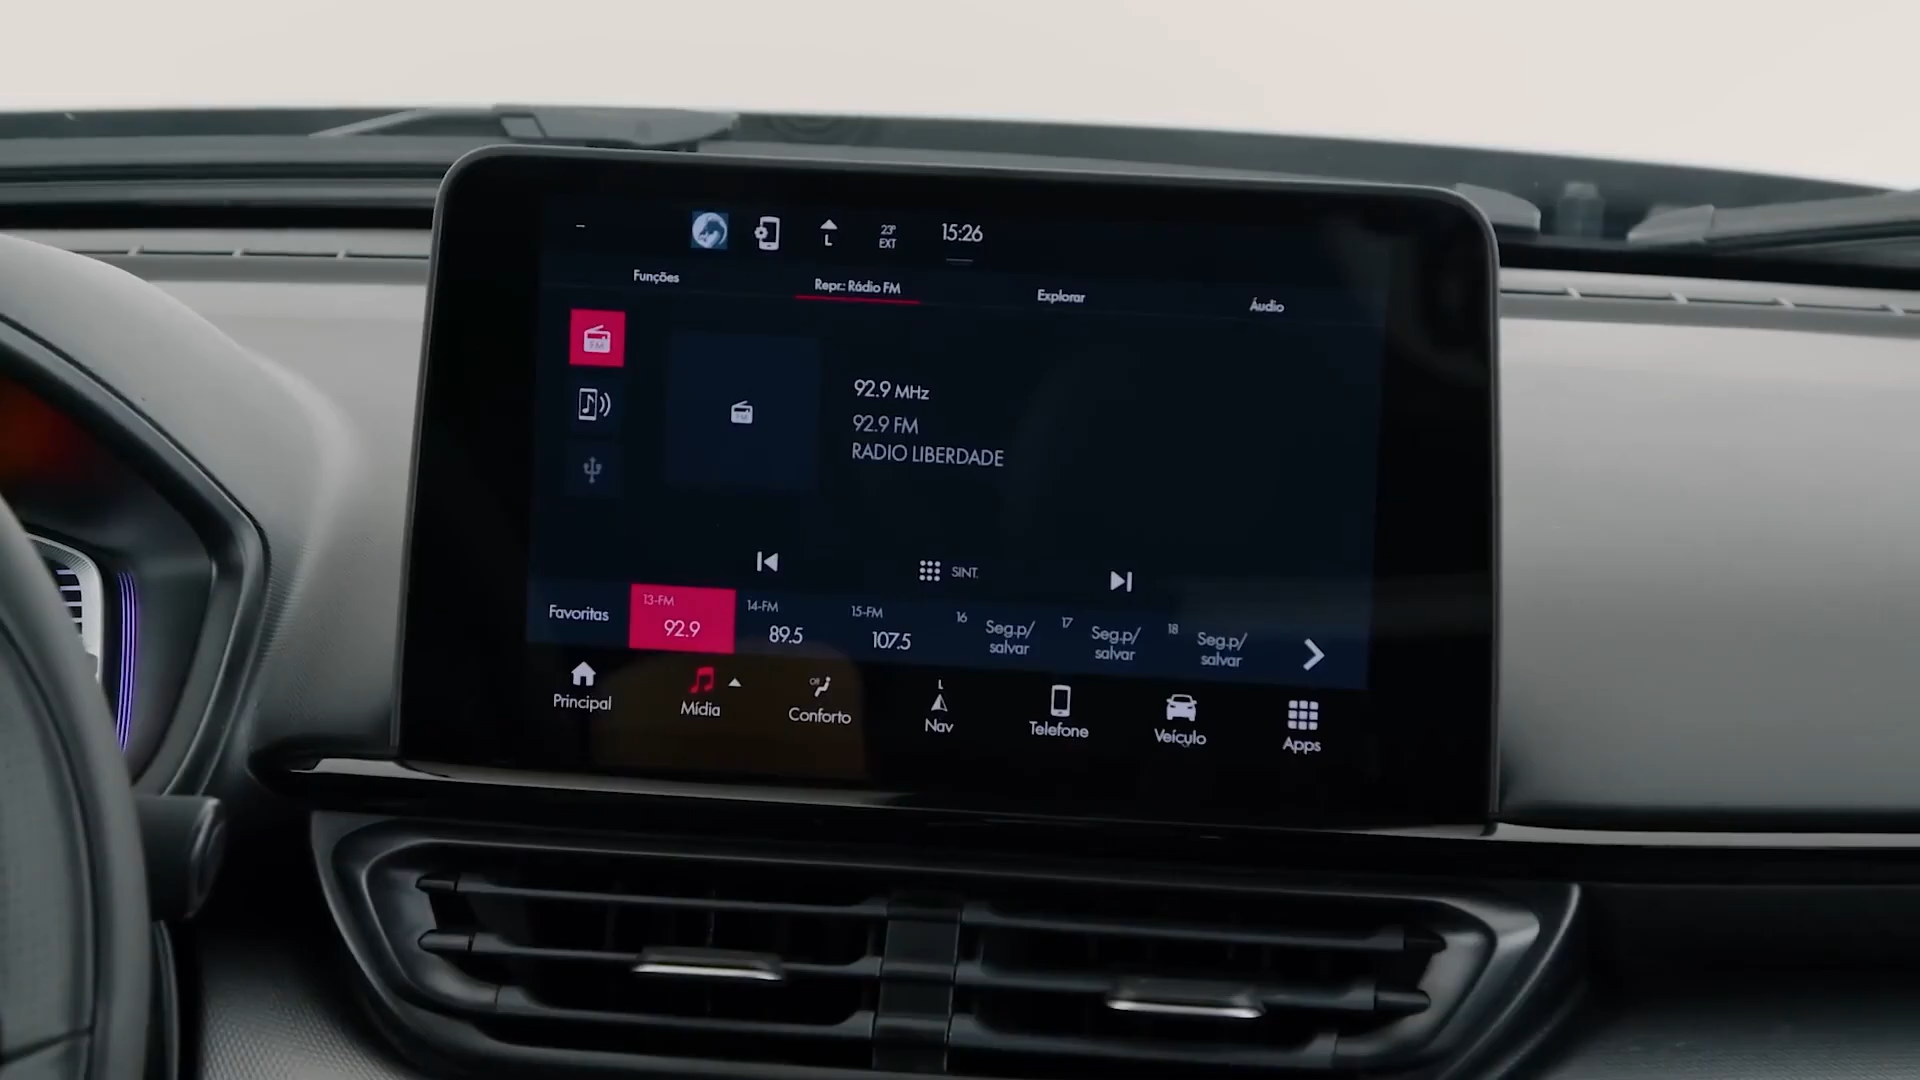 L
23°
EXT
15:26
Funções
Repr.: Rádio FM
Explorar
Áudio
FM
92.9 MHz
92.9 FM
RADIO LIBERDADE
SINT.
Favoritas
13-FM
92.9
14-FM
89.5
15-FM
107.5
16
Seg.p/
salvar
17
Seg.p/
salvar
18
Seg.p/
salvar
Principal
Mídia
Off
Conforto
L
Nav
Telefone
Veículo
Apps